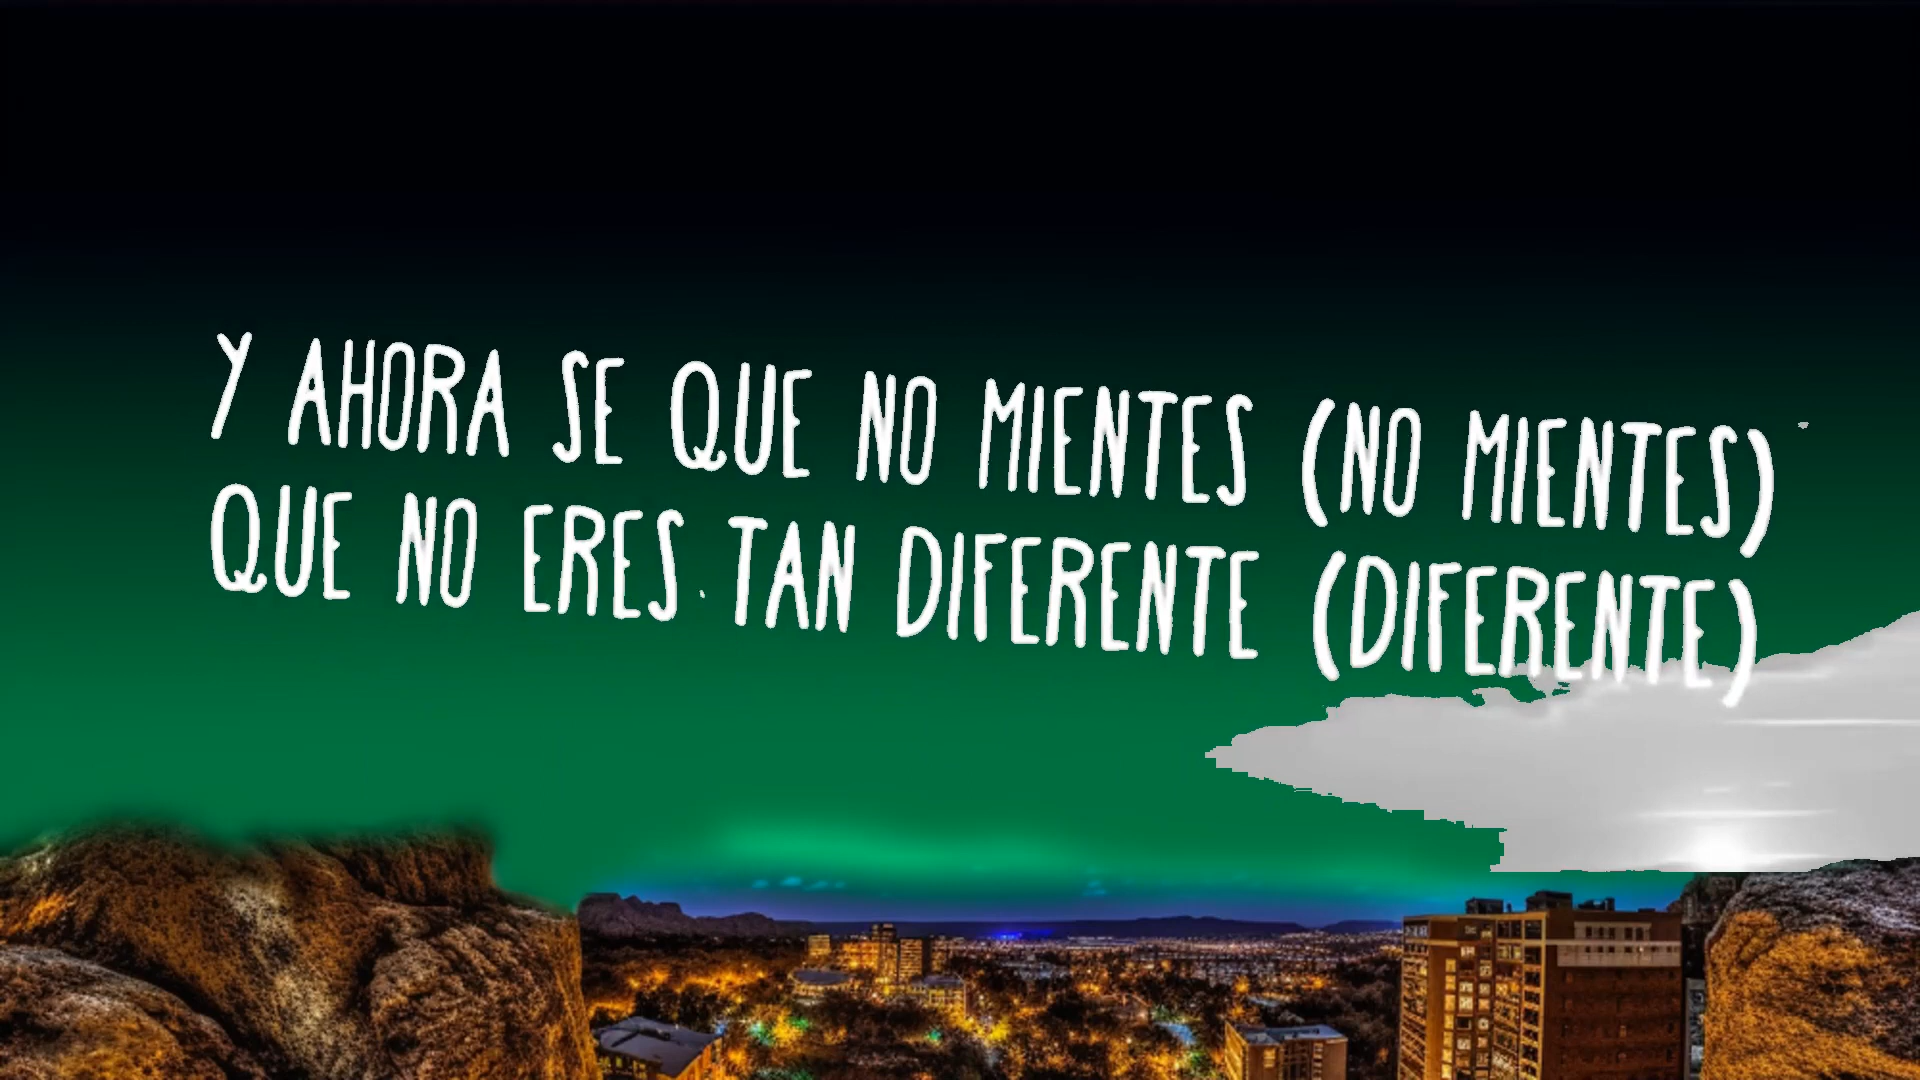 Y AHORA SE QUE NO MIENTES (NO MIENTES)
QUE NO ERES TAN DIFERENTE (DIFERENTE)